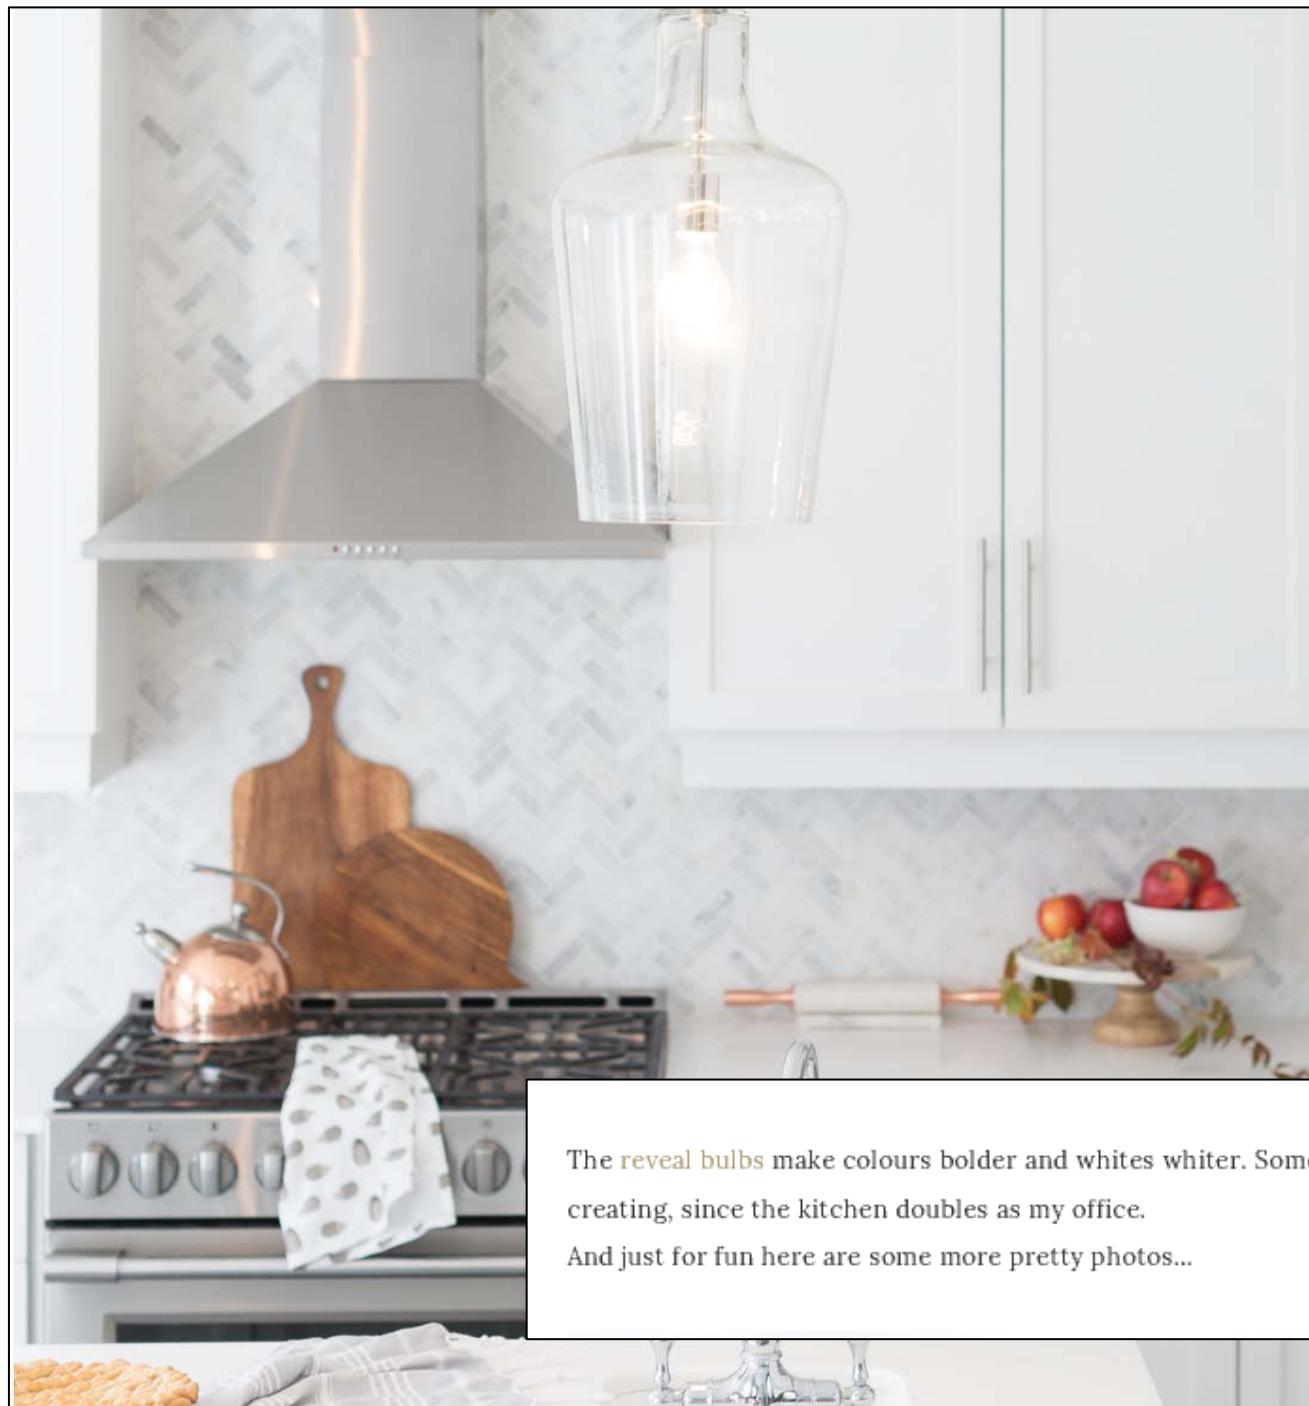 The reveal bulbs make colours bolder and whites whiter.
creating, since the kitchen doubles as my office.
And just for fun here are some more pretty photos...